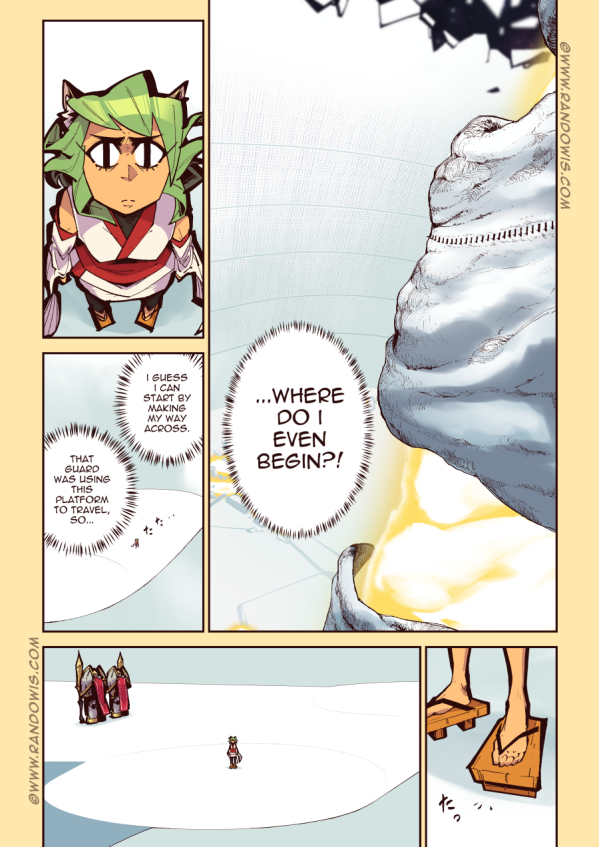 ...WHERE
DO I
EVEN
BEGIN?!
I GUESS
I CAN
START BY
MAKING
MY WAY
ACROSS.
THAT
GUARD
WAS USING
THIS
PLATFORM
TO TRAVEL,
SO...
たた...
たっ
©WWW.RANDOWIS.COM
©WWW.RANDOWIS.COM